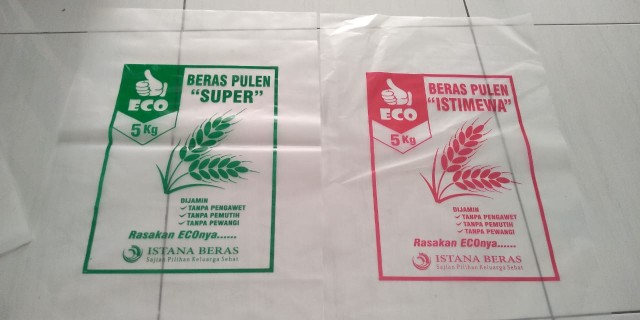 ECO
5 Kg
BERAS PULEN
"SUPER"
DIJAMIN
TANPA PENGAWET
TANPA PEMUTIH
TANPA PEWANGI
Rasakan ECOnya......
ISTANA BERAS
Sajian Pilihan Keluarga Sehat
ECO
5 Kg
BERAS PULEN
"ISTIMEWA"
DIJAMIN
TANPA PENGAWET
TANPA PEMUTIH
TANPA PEWANGI
Rasakan ECOnya......
ISTANA BERAS
Sajian Pilihan Keluarga Sehat